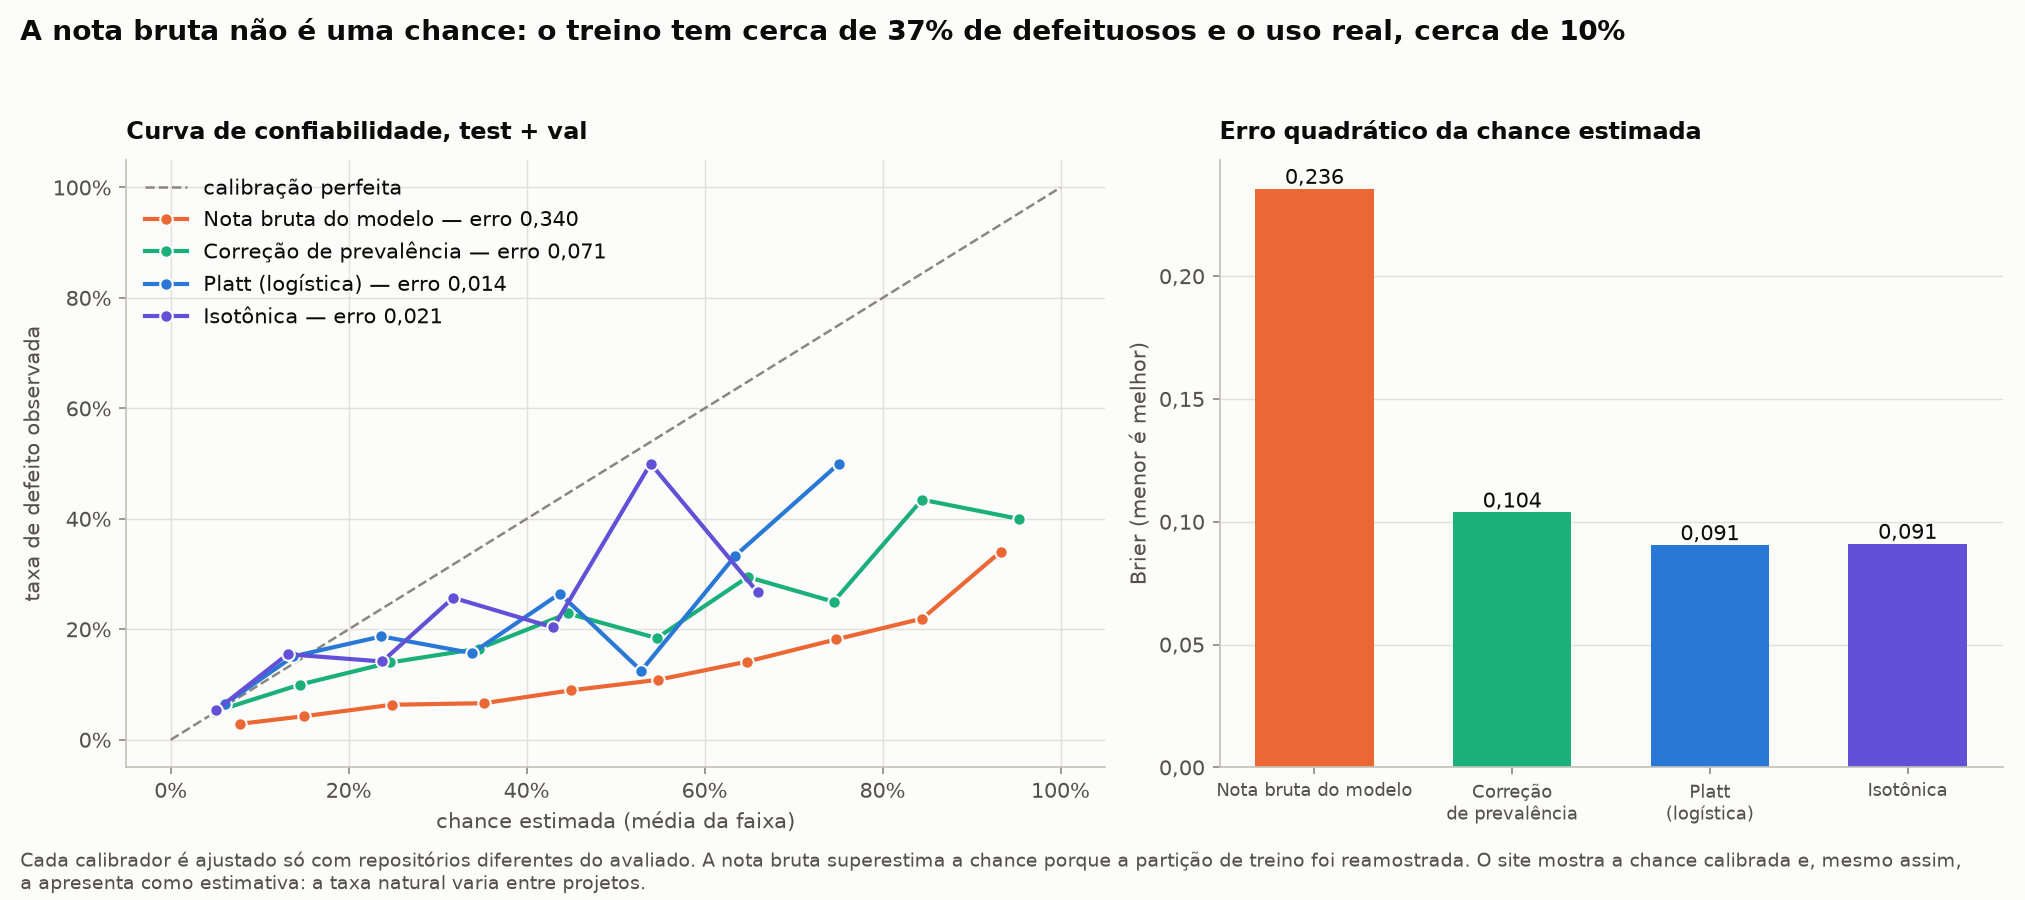 A nota bruta não é uma chance: o treino tem cerca de 37% de defeituosos e o uso real, cerca de 10%
Curva de confiabilidade, test + val
taxa de defeito observada
100%
80%
60%
40%
20%
0%
calibração perfeita
Nota bruta do modelo — erro 0,340
Correção de prevalência — erro 0,071
Platt (logística) — erro 0,014
Isotônica — erro 0,021
0%
20%
40%
60%
80%
100%
chance estimada (média da faixa)
Erro quadrático da chance estimada
Brier (menor é melhor)
0,20
0,15
0,10
0,05
0,00
0,236
0,104
0,091
0,091
Nota bruta do modelo
Correção
de prevalência
Platt
(logística)
Isotônica
Cada calibrador é ajustado só com repositórios diferentes do avaliado. A nota bruta superestima a chance porque a partição de treino foi reamostrada. O site mostra a chance calibrada e, mesmo assim,
a apresenta como estimativa: a taxa natural varia entre projetos.